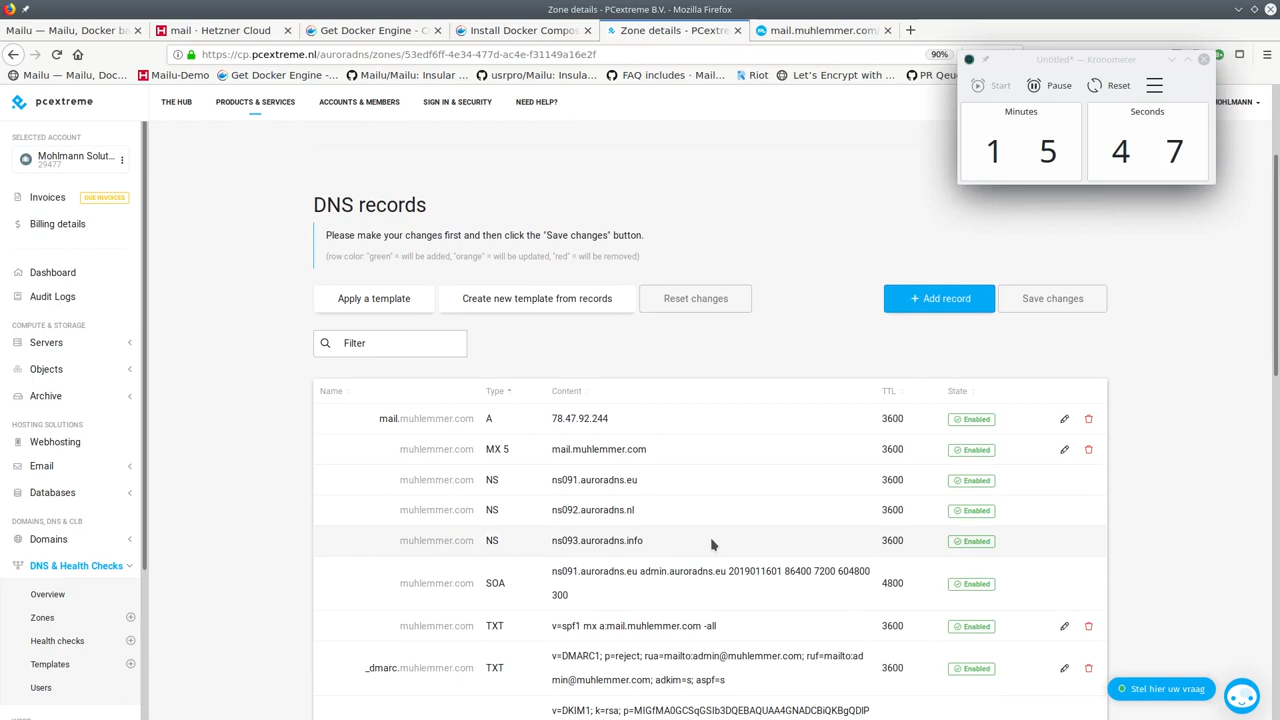 Zone details - PCextreme B.V. - Mozilla Firefox
Mailu — Mailu, Docker ba
mail · Hetzner Cloud
Get Docker Engine - C
Install Docker Compos
Zone details - PCextre
mail.muhlemmer.com/
https://cp.pcextreme.nl/auroradns/zones/53edf6ff-4e34-477d-ac4e-f31149a16e2f
90%
Mailu — Mailu, Doc…
Mailu-Demo
Get Docker Engine -…
Mailu/Mailu: Insular …
usrpro/Mailu: Insula…
FAQ includes · Mail…
Riot
Let's Encrypt — Cr…
PR Queu
Untitled* — Kronometer
Start
Pause
Reset
Minutes
Seconds
1 5 4 7
pcextreme
THE HUB
PRODUCTS & SERVICES
ACCOUNTS & MEMBERS
SIGN IN & SECURITY
NEED HELP?
OHLMANN
SELECTED ACCOUNT
Mohlmann Solut...
29477
Invoices
DUE INVOICES
Billing details
Dashboard
Audit Logs
COMPUTE & STORAGE
Servers
Objects
Archive
HOSTING SOLUTIONS
Webhosting
Email
Databases
DOMAINS, DNS & CLB
Domains
DNS & Health Checks
Overview
Zones
Health checks
Templates
Users
DNS records
Please make your changes first and then click the "Save changes" button.
(row color: "green" = will be added, "orange" = will be updated, "red" = will be removed)
Apply a template
Create new template from records
Reset changes
+ Add record
Save changes
Filter
Name Type Content TTL State
mail.muhlemmer.com A 78.47.92.244 3600 Enabled
muhlemmer.com MX 5 mail.muhlemmer.com 3600 Enabled
muhlemmer.com NS ns091.auroradns.eu 3600 Enabled
muhlemmer.com NS ns092.auroradns.nl 3600 Enabled
muhlemmer.com NS ns093.auroradns.info 3600 Enabled
muhlemmer.com SOA ns091.auroradns.eu admin.auroradns.eu 2019011601 86400 7200 604800
300 4800 Enabled
muhlemmer.com TXT v=spf1 mx a:mail.muhlemmer.com -all 3600 Enabled
_dmarc.muhlemmer.com TXT v=DMARC1; p=reject; rua=mailto:admin@muhlemmer.com; ruf=mailto:ad
min@muhlemmer.com; adkim=s; aspf=s 3600 Enabled
v=DKIM1; k=rsa; p=MIGfMA0GCSqGSIb3DQEBAQUAA4GNADCBiQKBgQDIP
Stel hier uw vraag